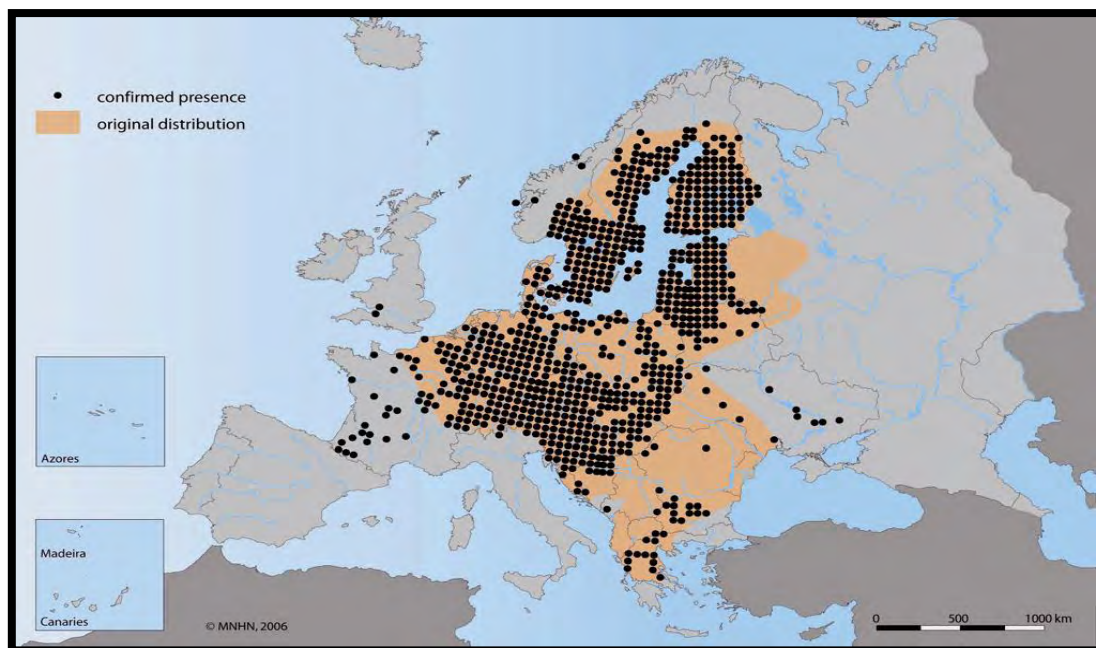 confirmed presence
original distribution
Azores
Madeira
Canaries
© MNHN, 2006
0 500 1000 km